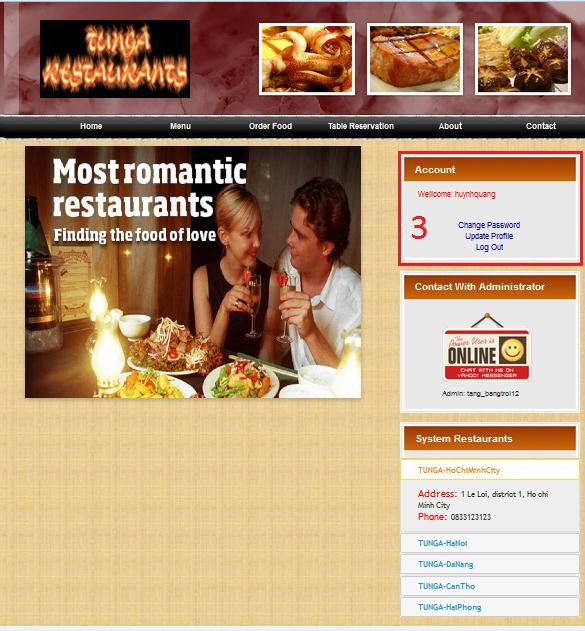 TUNGA
RESTAURANTS
Home Menu Order Food Table Reservation About Contact
Most romantic
restaurants
Finding the food of love
Account
Wellcome: huynhquang
3
Change Password
Update Profile
Log Out
Contact With Administrator
The
Power User is
ONLINE
CHAT WITH ME ON
YAHOO! MESSENGER
Admin: tang_bangtroi12
System Restaurants
TUNGA-HoChiMinhCity
Address: 1 Le Loi, district 1, Ho chi
Minh City
Phone: 0833123123
TUNGA-HaNoi
TUNGA-DaNang
TUNGA-CanTho
TUNGA-HaiPhong